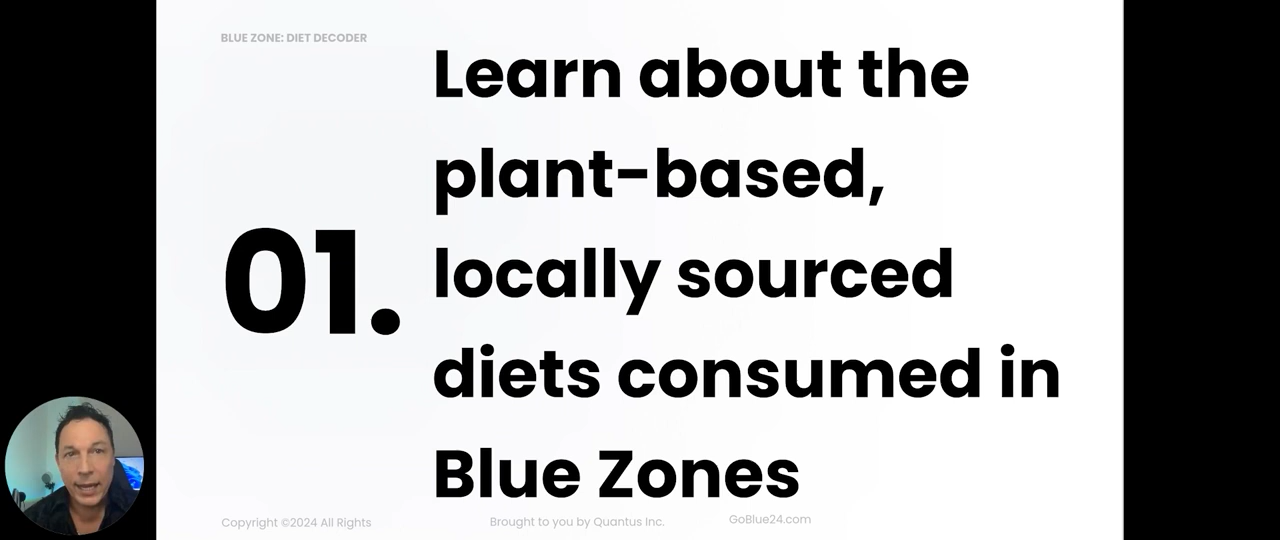 BLUE ZONE: DIET DECODER
01.
Learn about the
plant-based,
locally sourced
diets consumed in
Blue Zones
Copyright ©2024 All Rights
Brought to you by Quantus Inc.
GoBlue24.com